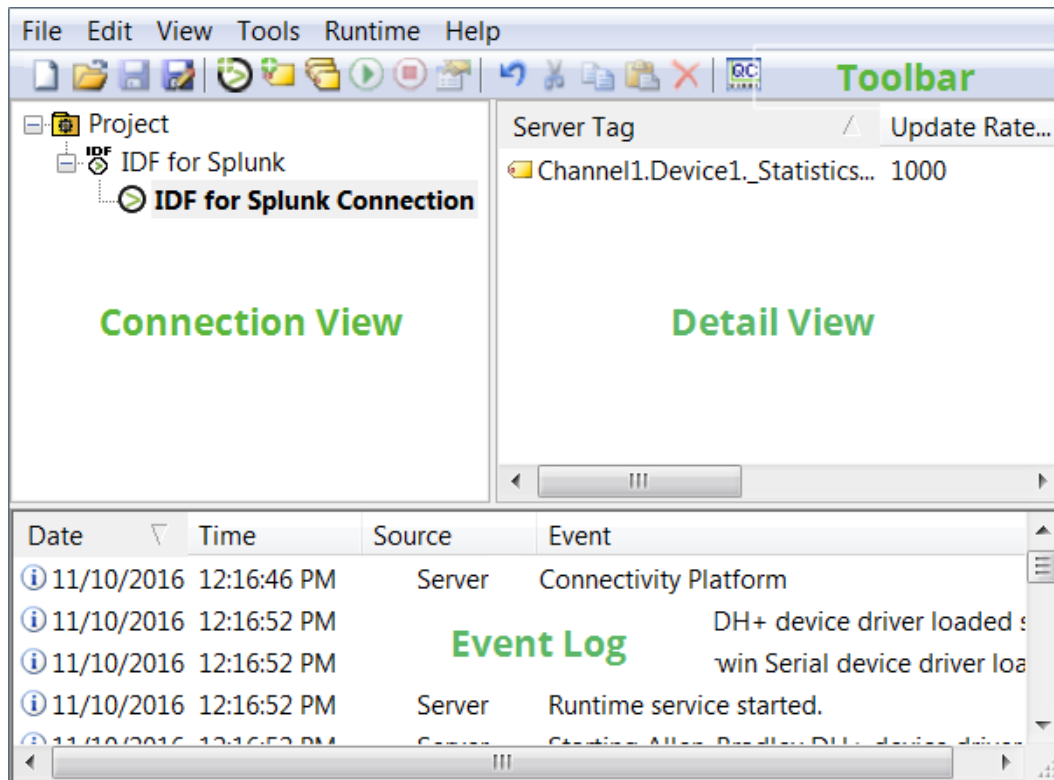 File Edit View Tools Runtime Help
QC
Toolbar
Project
IDF for Splunk
IDF for Splunk Connection
Connection View
Server Tag Update Rate...
Channel1.Device1._Statistics... 1000
Detail View
Date Time Source Event
11/10/2016 12:16:46 PM Server Connectivity Platform
11/10/2016 12:16:52 PM DH+ device driver loaded
11/10/2016 12:16:52 PM Serial device driver
Event Log
11/10/2016 12:16:52 PM Server Runtime service started.